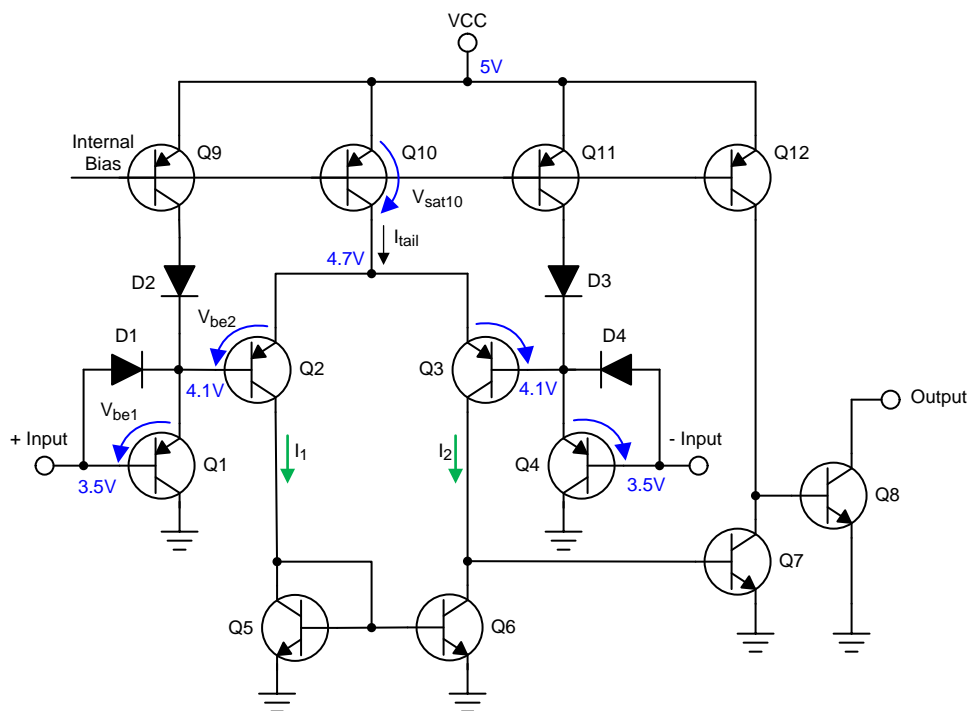 VCC
5V
Internal
Bias
Q9
Q10
Q11
Q12
Vsat10
Itail
4.7V
D2
D3
Vbe2
D1
D4
Q2
Q3
4.1V
4.1V
Output
Vbe1
+ Input
- Input
Q1
I1
I2
Q4
3.5V
3.5V
Q8
Q7
Q5
Q6